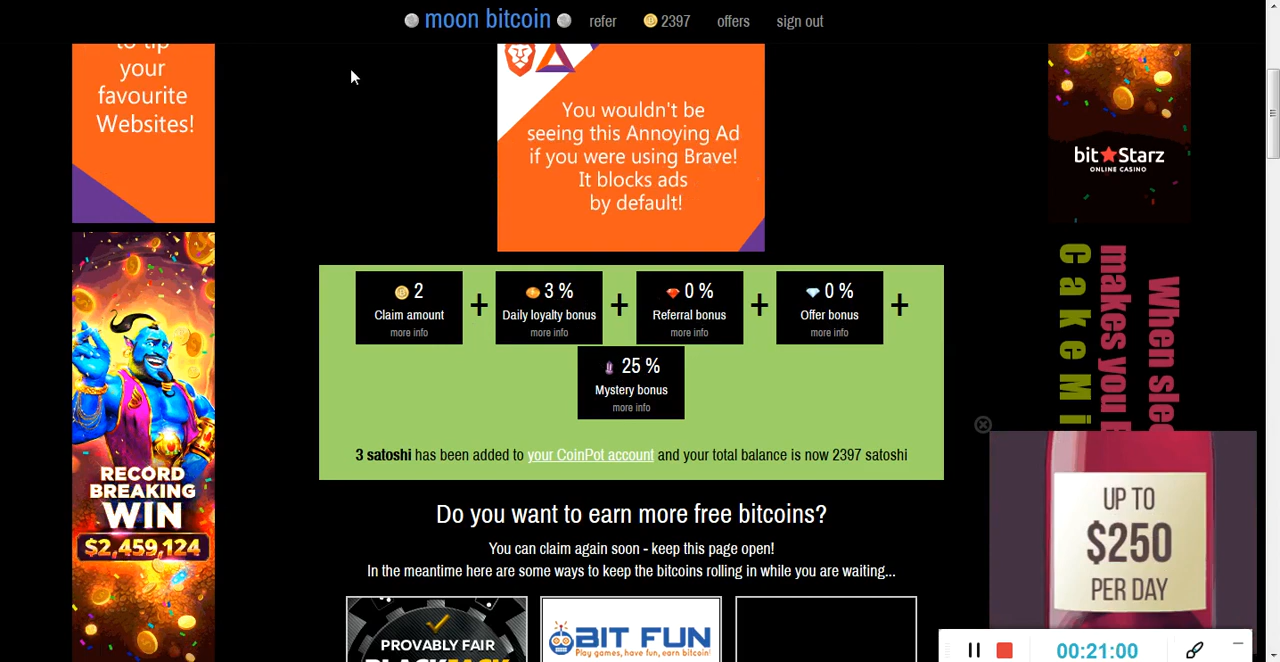 moon bitcoin
refer
2397
offers
sign out
to tip
your
favourite
Websites!
You wouldn't be
seeing this Annoying Ad
if you were using Brave!
It blocks ads
by default!
bit Starz
ONLINE CASINO
2
Claim amount
more info
+
3 %
Daily loyalty bonus
more info
+
0 %
Referral bonus
more info
+
0 %
Offer bonus
more info
+
25 %
Mystery bonus
more info
3 satoshi has been added to your CoinPot account and your total balance is now 2397 satoshi
RECORD
BREAKING
WIN
$2,459,124
When
makes you
Do you want to earn more free bitcoins?
You can claim again soon - keep this page open!
In the meantime here are some ways to keep the bitcoins rolling in while you are waiting...
PROVABLY FAIR
BLACKJACK
BIT FUN
Play games, have fun, earn bitcoin!
UP TO
$250
PER DAY
00:21:00